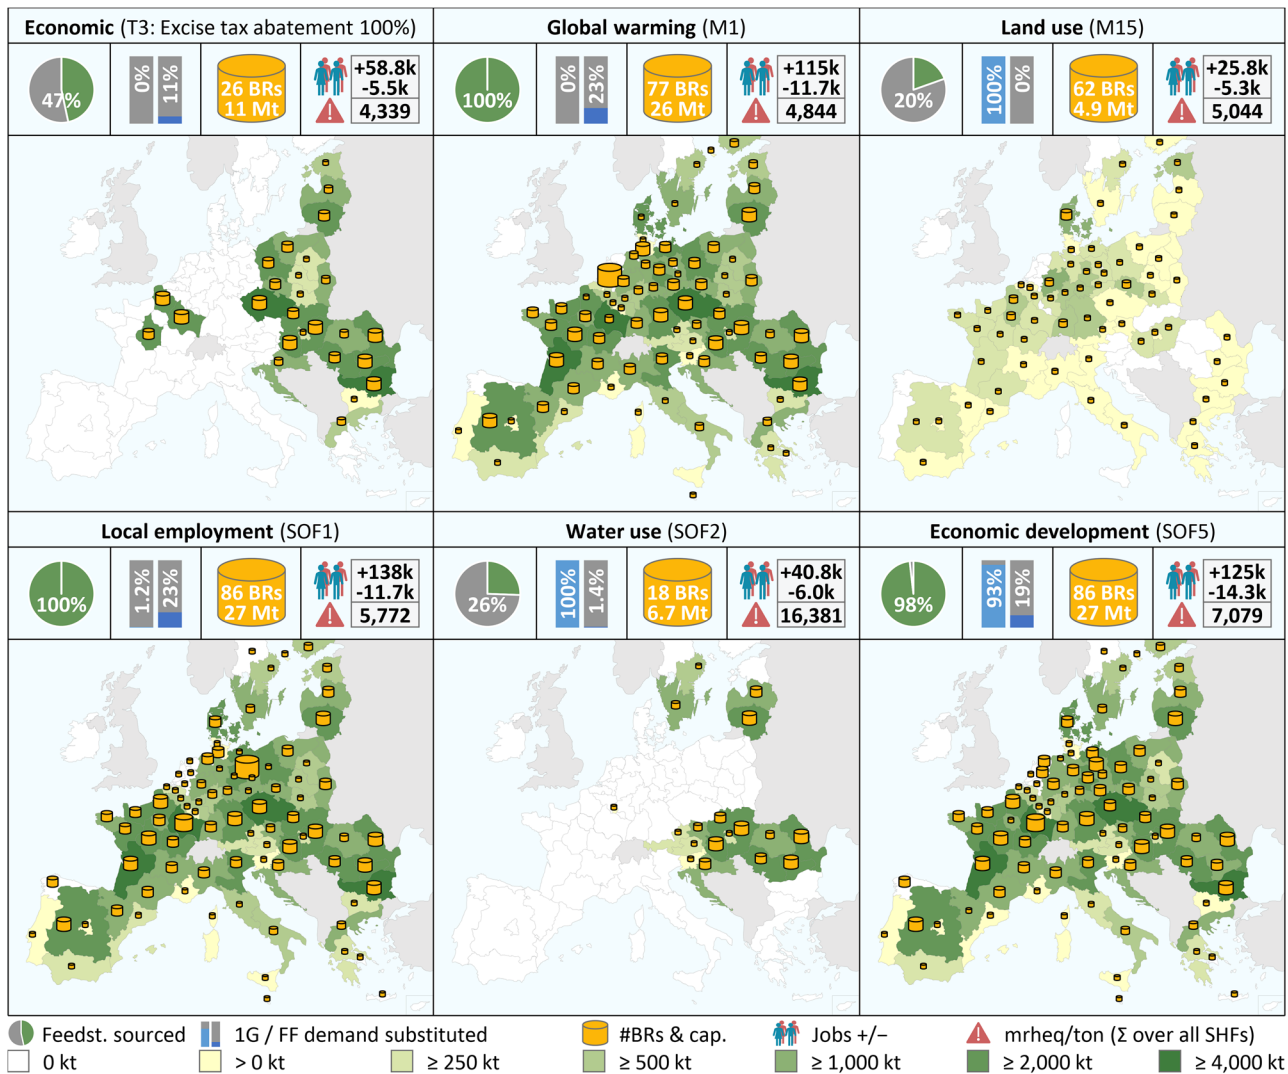 Economic (T3: Excise tax abatement 100%)
47%
0%
11%
26 BRs
11 Mt
+58.8k
-5.5k
4,339
Global warming (M1)
100%
0%
23%
77 BRs
26 Mt
+115k
-11.7k
4,844
Land use (M15)
20%
100%
0%
62 BRs
4.9 Mt
+25.8k
-5.3k
5,044
Local employment (SOF1)
100%
1.2%
23%
86 BRs
27 Mt
+138k
-11.7k
5,772
Water use (SOF2)
26%
100%
1.4%
18 BRs
6.7 Mt
+40.8k
-6.0k
16,381
Economic development (SOF5)
98%
93%
19%
86 BRs
27 Mt
+125k
-14.3k
7,079
Feedst. sourced
1G / FF demand substituted
#BRs & cap.
Jobs +/−
mrheq/ton (Σ over all SHFs)
0 kt
> 0 kt
≥ 250 kt
≥ 500 kt
≥ 1,000 kt
≥ 2,000 kt
≥ 4,000 kt